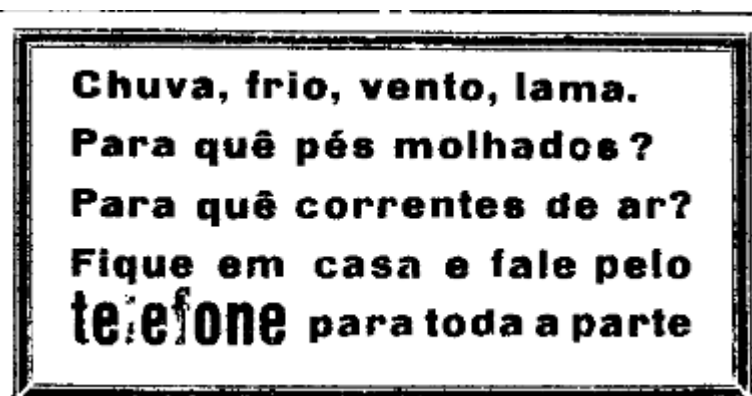 Chuva, frio, vento, lama.
Para quê pés molhados?
Para quê correntes de ar?
Fique em casa e fale pelo
telefone para toda a parte